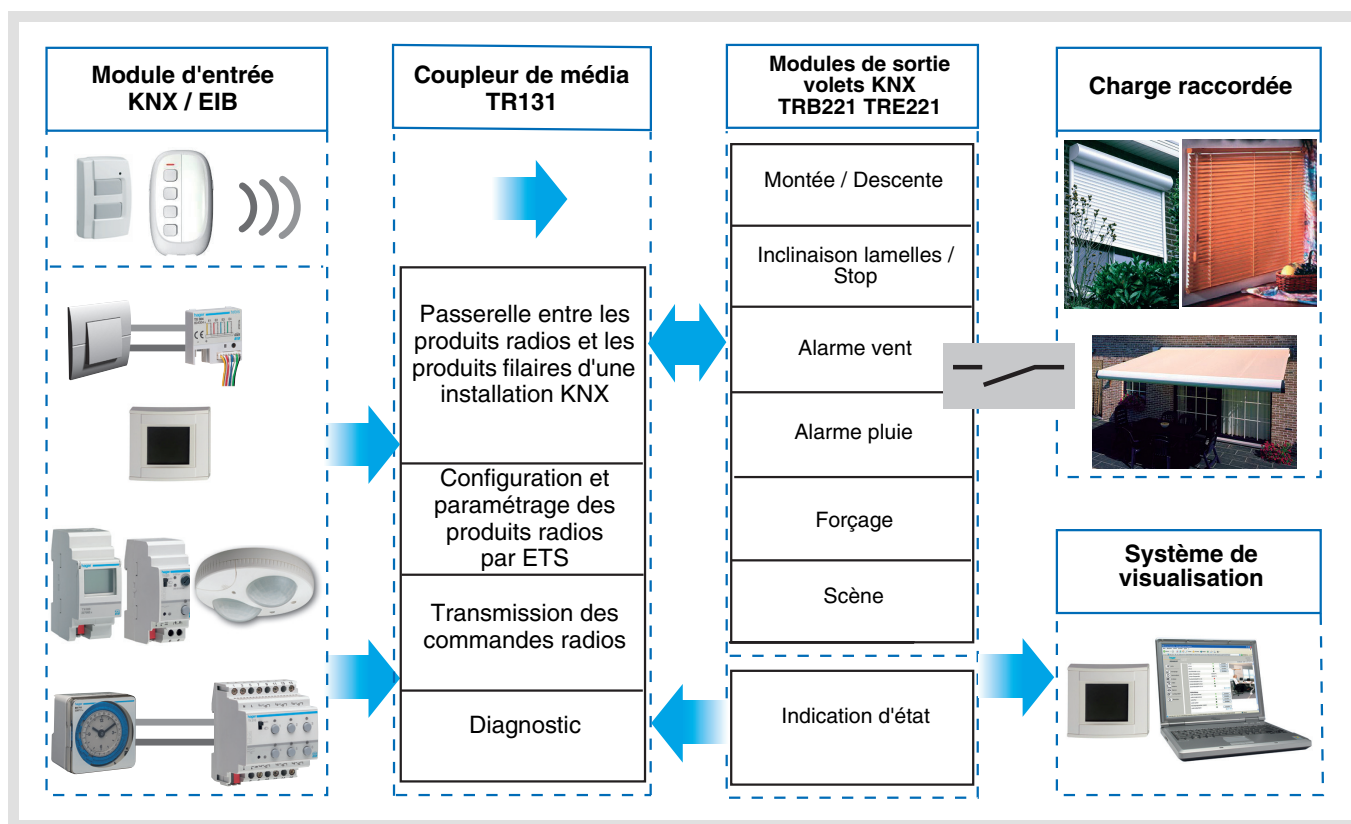 Module d'entrée
KNX / EIB
Coupleur de média
TR131
Modules de sortie
volets KNX
TRB221 TRE221
Charge raccordée
Montée / Descente
Inclinaison lamelles /
Stop
Alarme vent
Alarme pluie
Forçage
Scène
Indication d'état
Passerelle entre les
produits radios et les
produits filaires d'une
installation KNX
Configuration et
paramétrage des
produits radios
par ETS
Transmission des
commandes radios
Diagnostic
Système de
visualisation